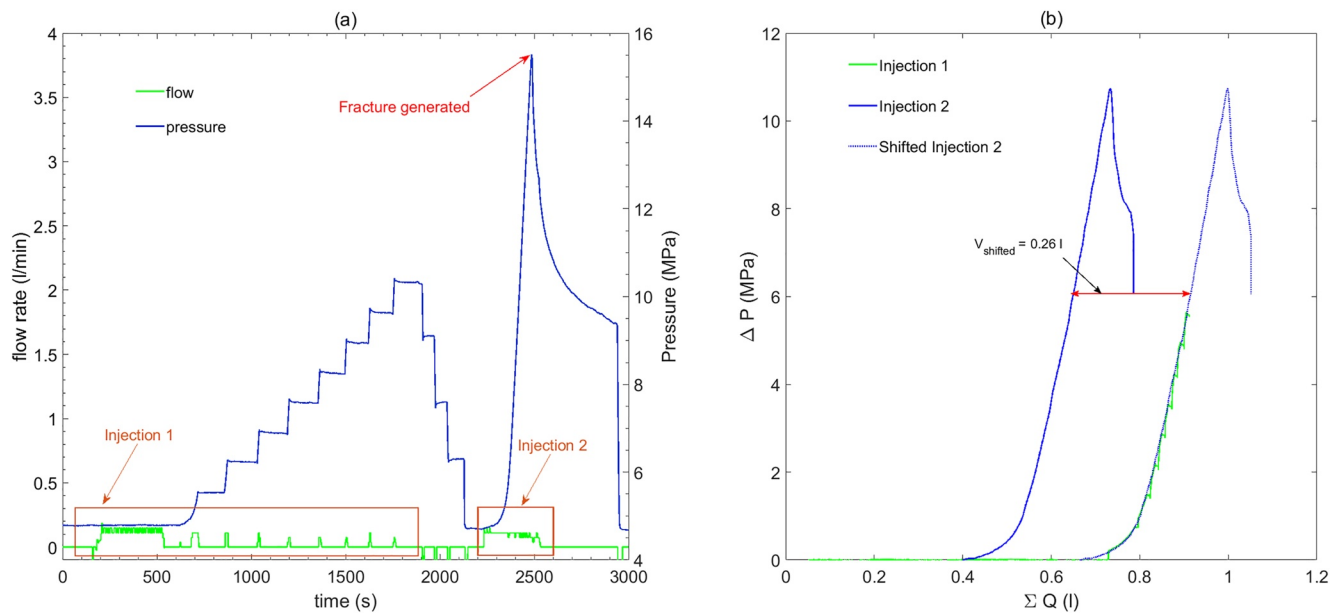 (a)
4
3.5
3
2.5
2
1.5
1
0.5
0
flow rate (l/min)
flow
pressure
Fracture generated
Injection 1
Injection 2
16
14
12
10
8
6
4
Pressure (MPa)
0 500 1000 1500 2000 2500 3000
time (s)
(b)
12
10
8
6
4
2
0
Δ P (MPa)
Injection 1
Injection 2
Shifted Injection 2
Vshifted = 0.26 l
0 0.2 0.4 0.6 0.8 1 1.2
Σ Q (l)